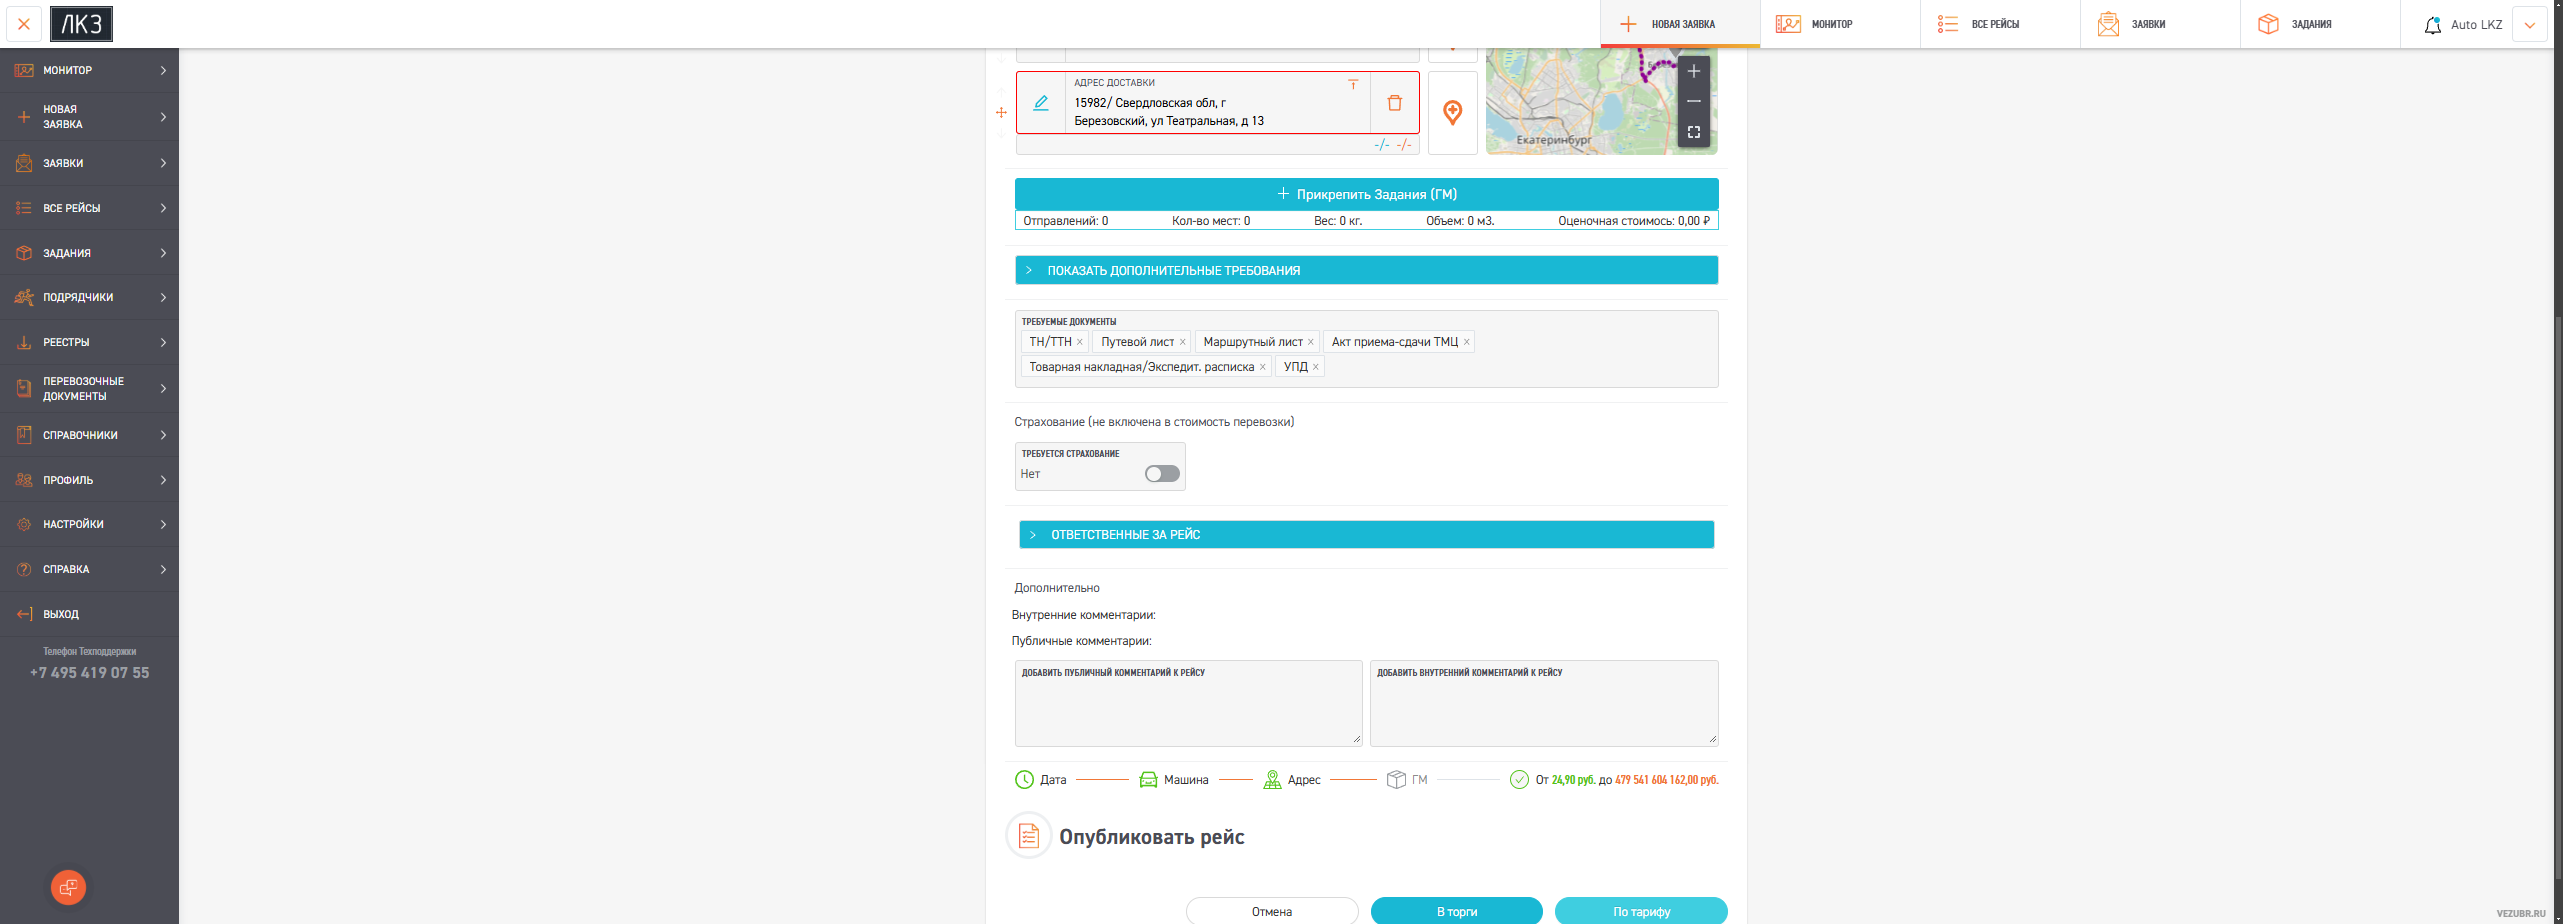 ЛКЗ
НОВАЯ ЗАЯВКА
МОНИТОР
ВСЕ РЕЙСЫ
ЗАЯВКИ
ЗАДАНИЯ
Auto LKZ
МОНИТОР
НОВАЯ
ЗАЯВКА
ЗАЯВКИ
ВСЕ РЕЙСЫ
ЗАДАНИЯ
ПОДРЯДЧИКИ
РЕЕСТРЫ
ПЕРЕВОЗОЧНЫЕ
ДОКУМЕНТЫ
СПРАВОЧНИКИ
ПРОФИЛЬ
НАСТРОЙКИ
СПРАВКА
ВЫХОД
Телефон Техподдержки
+7 495 419 07 55
АДРЕС ДОСТАВКИ
15982/ Свердловская обл, г
Березовский, ул Театральная, д 13
-/- -/-
Екатеринбург
Прикрепить Задания (ГМ)
Отправлений: 0 Кол-во мест: 0 Вес: 0 кг. Объем: 0 м3. Оценочная стоимось: 0,00 ₽
ПОКАЗАТЬ ДОПОЛНИТЕЛЬНЫЕ ТРЕБОВАНИЯ
ТРЕБУЕМЫЕ ДОКУМЕНТЫ
ТН/ТТН × Путевой лист × Маршрутный лист × Акт приема-сдачи ТМЦ ×
Товарная накладная/Экспедит. расписка × УПД ×
Страхование (не включена в стоимость перевозки)
ТРЕБУЕТСЯ СТРАХОВАНИЕ
Нет
ОТВЕТСТВЕННЫЕ ЗА РЕЙС
Дополнительно
Внутренние комментарии:
Публичные комментарии:
ДОБАВИТЬ ПУБЛИЧНЫЙ КОММЕНТАРИЙ К РЕЙСУ
ДОБАВИТЬ ВНУТРЕННИЙ КОММЕНТАРИЙ К РЕЙСУ
Дата Машина Адрес ГМ От 24,90 руб. до 479 541 604 162,00 руб.
Опубликовать рейс
Отмена В торги По тарифу
VEZUBR.RU